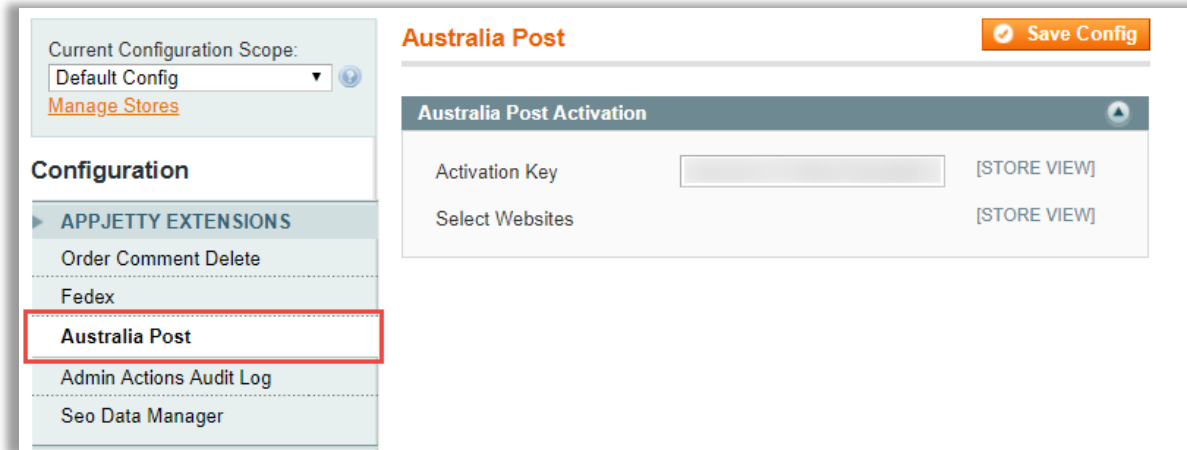 Current Configuration Scope:
Default Config
Manage Stores
Configuration
APPJETTY EXTENSIONS
Order Comment Delete
Fedex
Australia Post
Admin Actions Audit Log
Seo Data Manager
Australia Post
Save Config
Australia Post Activation
Activation Key [STORE VIEW]
Select Websites [STORE VIEW]